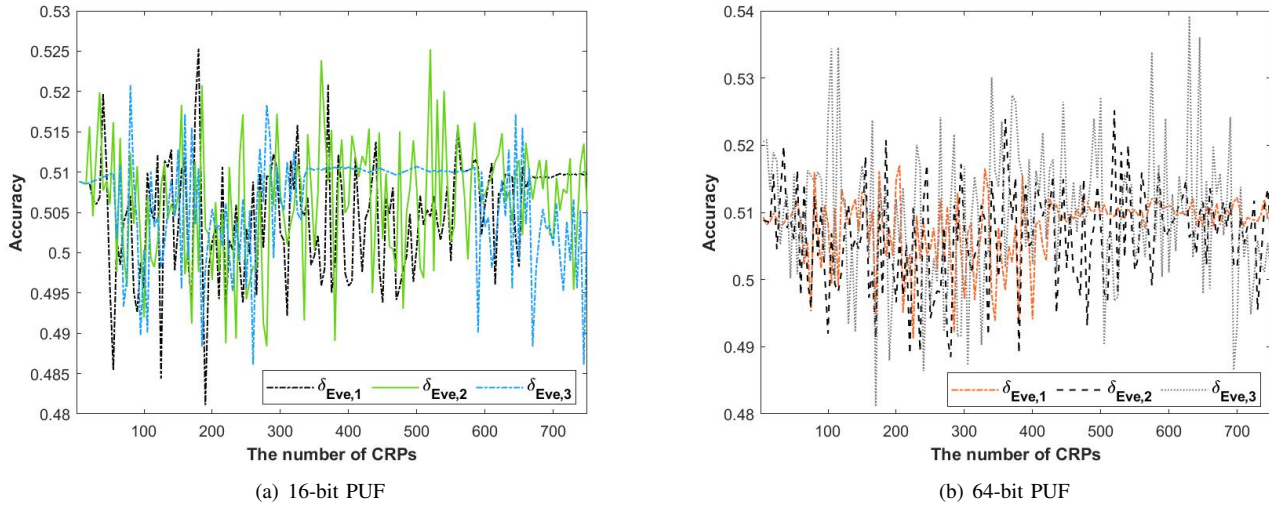 0.53
0.525
0.52
0.515
0.51
0.505
0.5
0.495
0.49
0.485
0.48
Accuracy
100 200 300 400 500 600 700
The number of CRPs
δEve,1 δEve,2 δEve,3
(a) 16-bit PUF
0.54
0.53
0.52
0.51
0.5
0.49
0.48
Accuracy
100 200 300 400 500 600 700
The number of CRPs
δEve,1 δEve,2 δEve,3
(b) 64-bit PUF